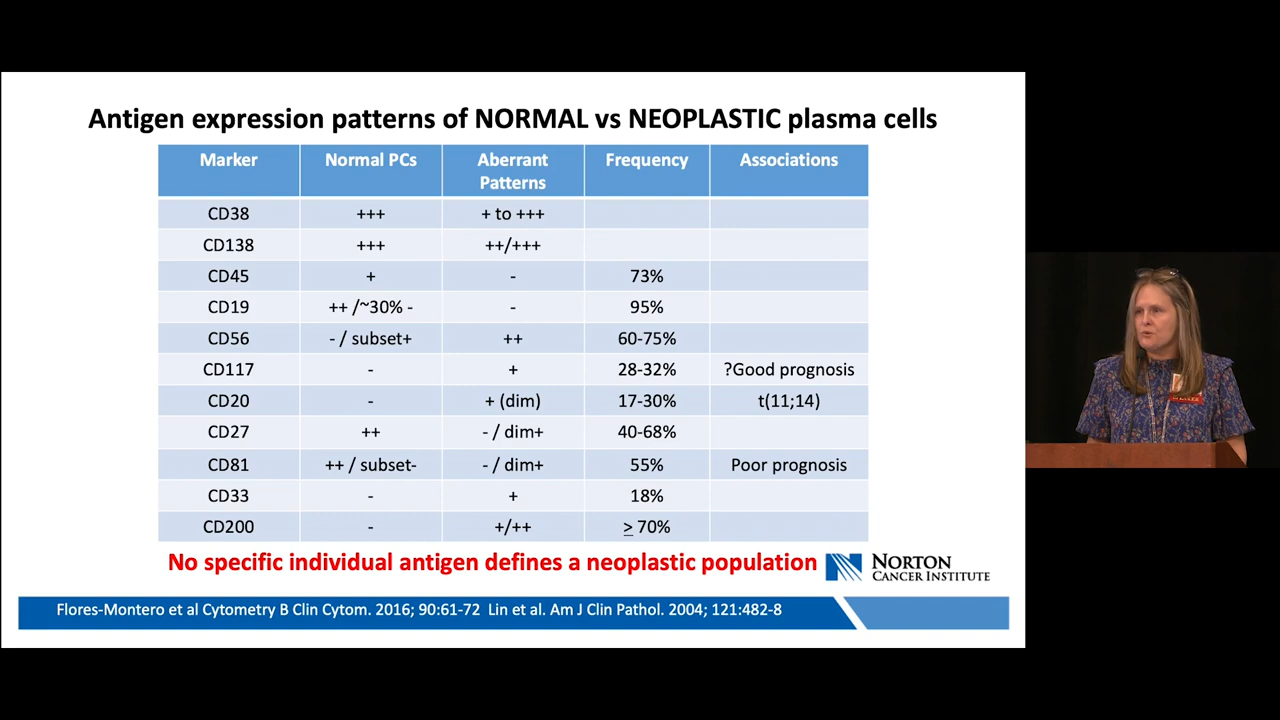 Antigen expression patterns of NORMAL vs NEOPLASTIC plasma cells
Marker Normal PCs Aberrant Patterns Frequency Associations
CD38 +++ + to +++
CD138 +++ ++/+++
CD45 + - 73%
CD19 ++ /~30% - - 95%
CD56 - / subset+ ++ 60-75%
CD117 - + 28-32% ?Good prognosis
CD20 - + (dim) 17-30% t(11;14)
CD27 ++ - / dim+ 40-68%
CD81 ++ / subset- - / dim+ 55% Poor prognosis
CD33 - + 18%
CD200 - +/++ ≥ 70%
No specific individual antigen defines a neoplastic population
NORTON
CANCER INSTITUTE
Flores-Montero et al Cytometry B Clin Cytom. 2016; 90:61-72 Lin et al. Am J Clin Pathol. 2004; 121:482-8